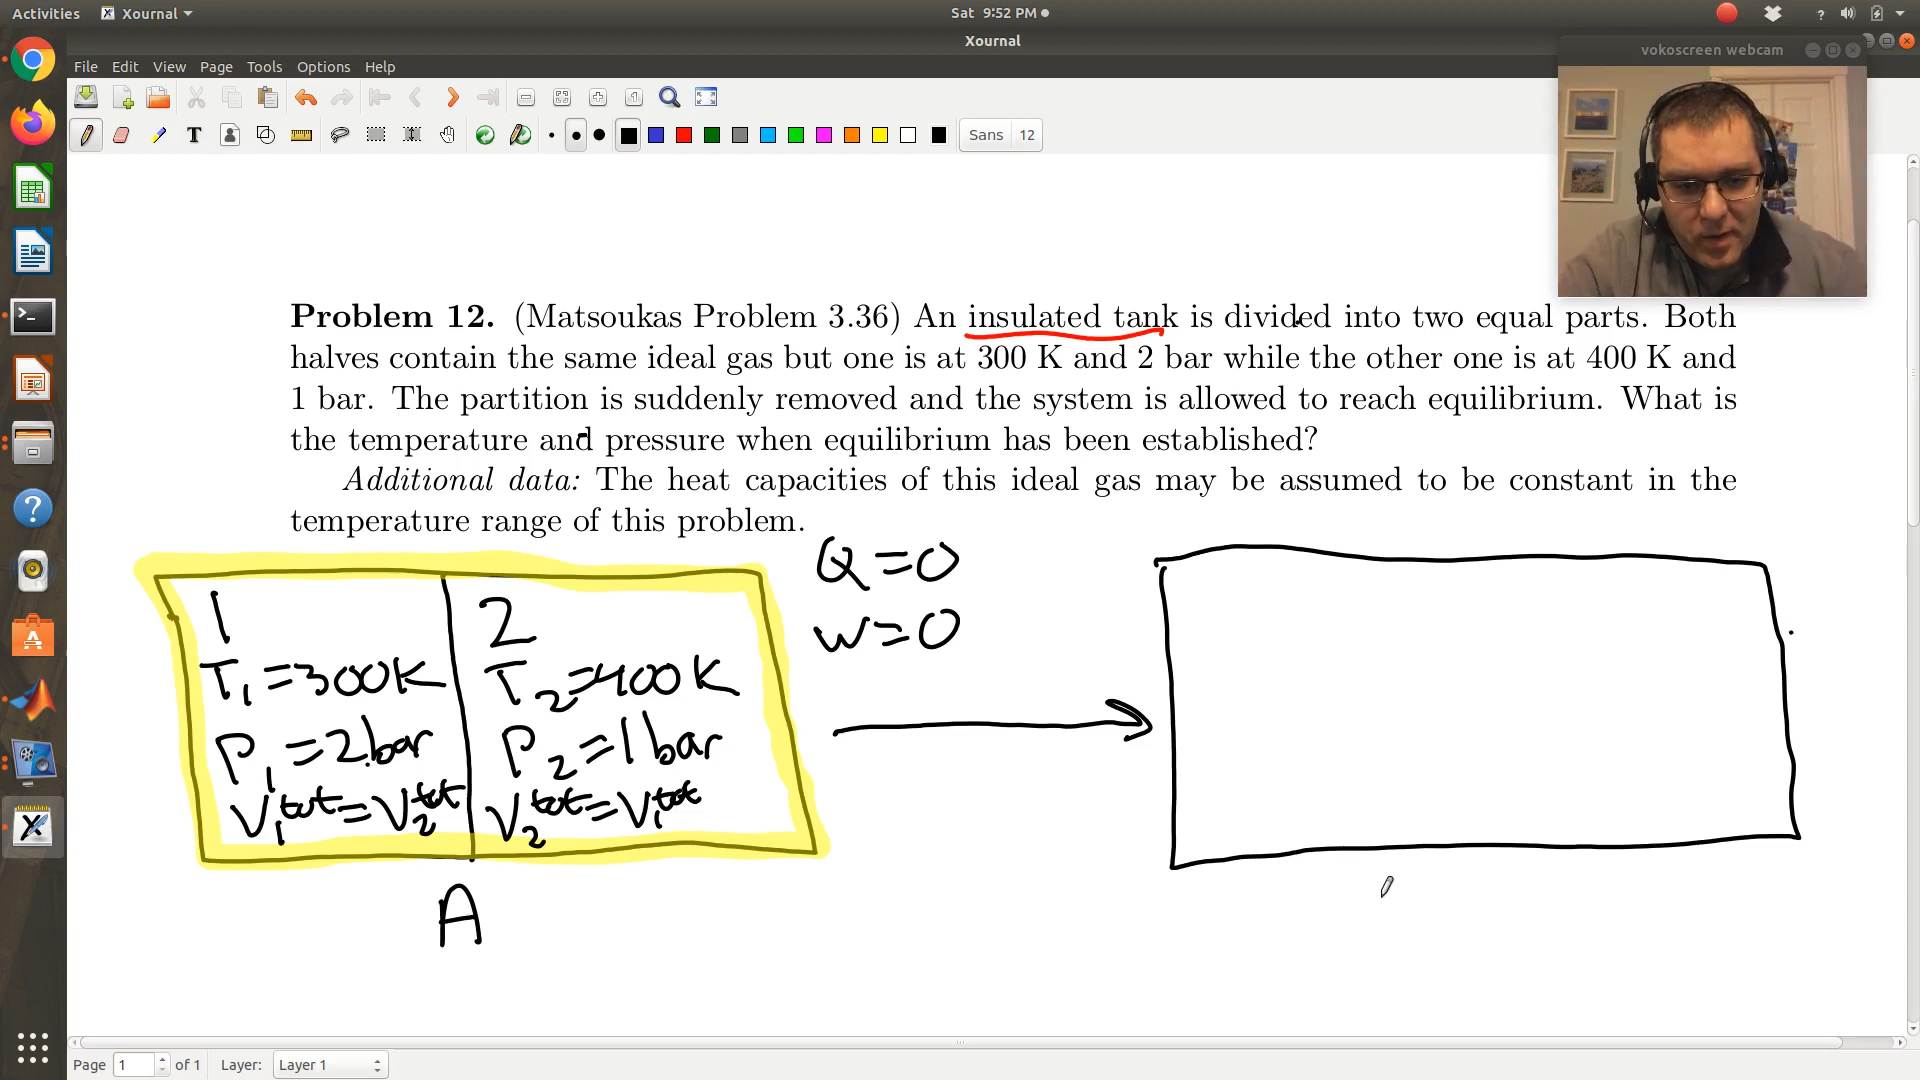 Activities Xournal Sat 9:52 PM ?
Xournal
vokoscreen webcam
File Edit View Page Tools Options Help
T Sans 12
Problem 12. (Matsoukas Problem 3.36) An insulated tank is divided into two equal parts. Both
halves contain the same ideal gas but one is at 300 K and 2 bar while the other one is at 400 K and
1 bar. The partition is suddenly removed and the system is allowed to reach equilibrium. What is
the temperature and pressure when equilibrium has been established?
Additional data: The heat capacities of this ideal gas may be assumed to be constant in the
temperature range of this problem.
Q=0
W=0
1 2
T₁=300K T₂=400K
P₁=2bar P₂=1bar
V₁ᵗᵒᵗ=V₂ᵗᵒᵗ V₂ᵗᵒᵗ=V₁ᵗᵒᵗ
A
Page 1 of 1 Layer: Layer 1